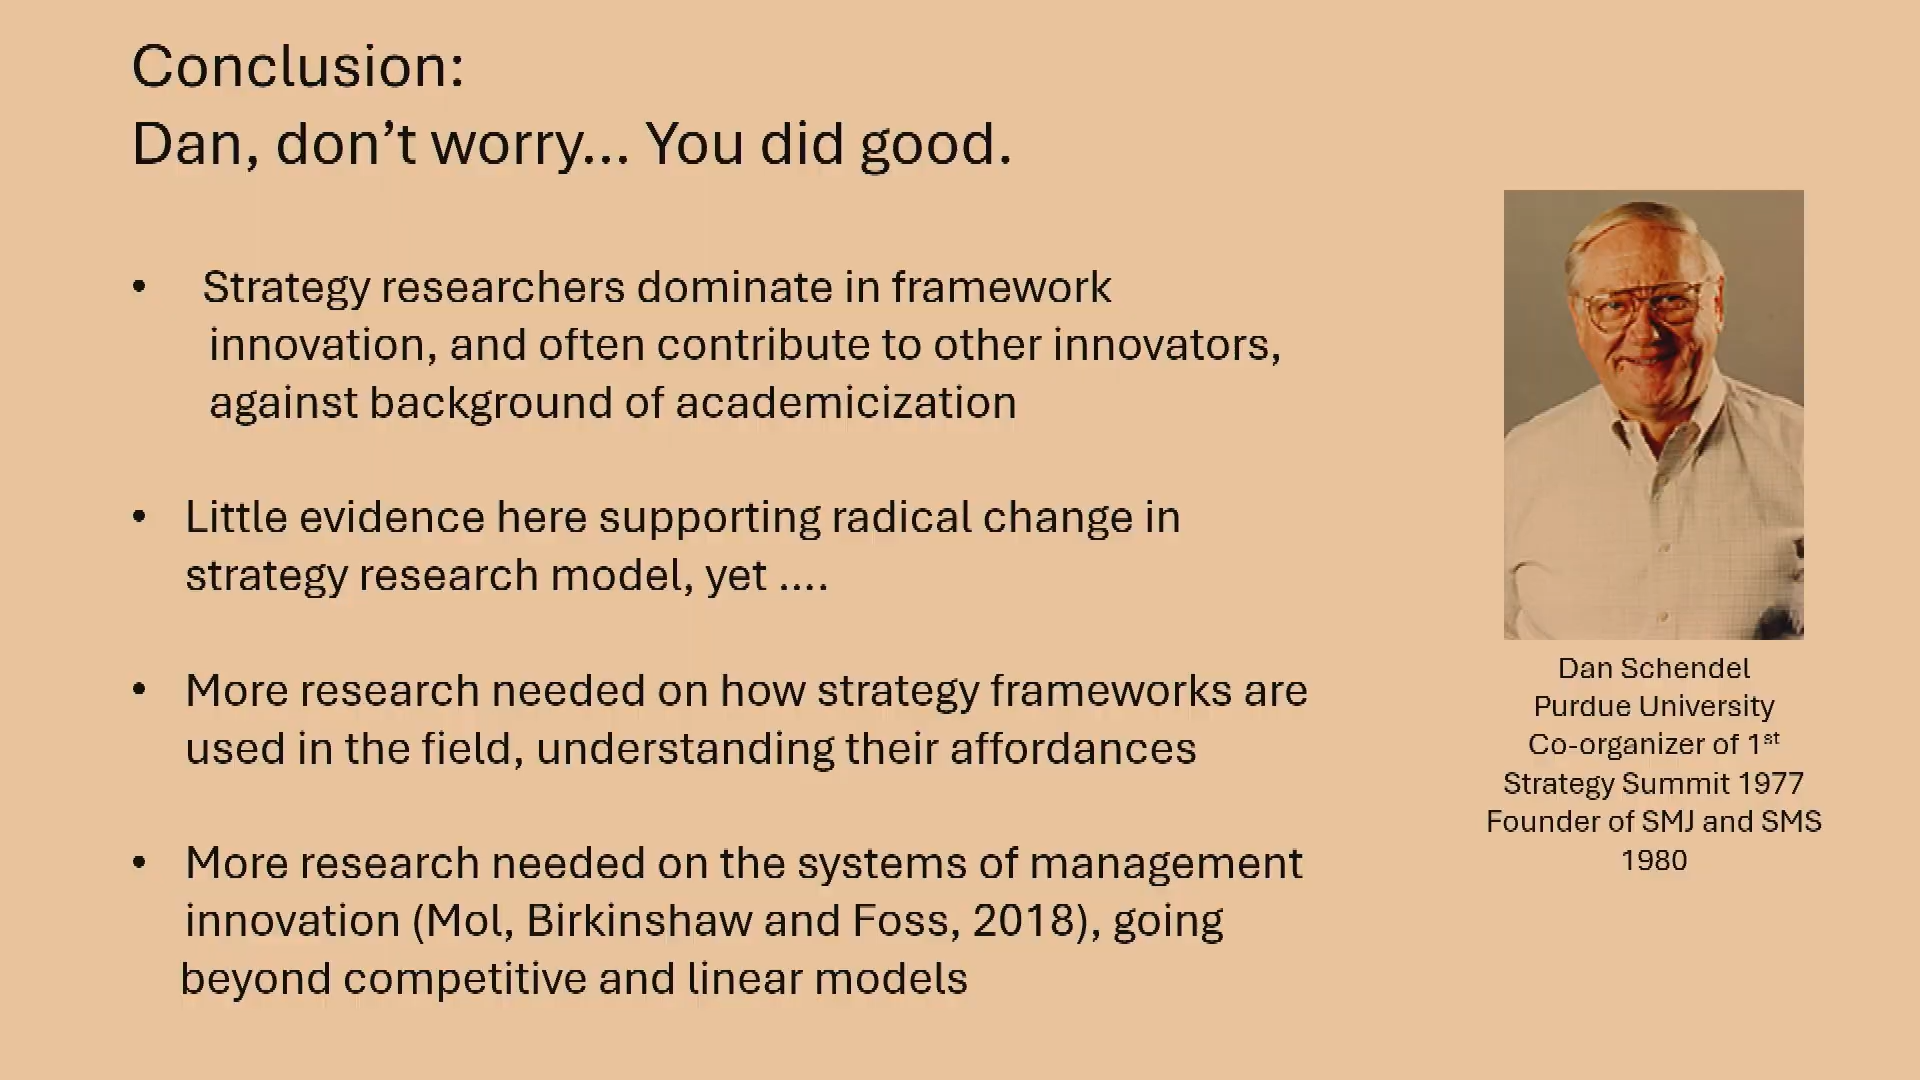 Conclusion:
Dan, don’t worry... You did good.
• Strategy researchers dominate in framework
innovation, and often contribute to other innovators,
against background of academicization
• Little evidence here supporting radical change in
strategy research model, yet ....
• More research needed on how strategy frameworks are
used in the field, understanding their affordances
• More research needed on the systems of management
innovation (Mol, Birkinshaw and Foss, 2018), going
beyond competitive and linear models
Dan Schendel
Purdue University
Co-organizer of 1st
Strategy Summit 1977
Founder of SMJ and SMS
1980